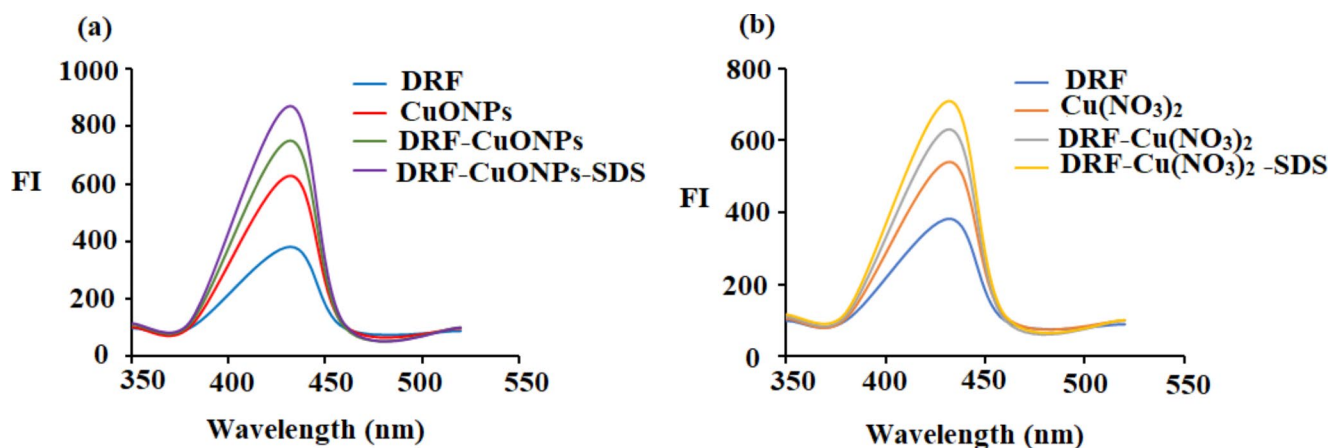 (a)
1000
800
600
400
200
0
FI
350 400 450 500 550
Wavelength (nm)
DRF
CuONPs
DRF-CuONPs
DRF-CuONPs-SDS
(b)
800
600
400
200
0
FI
350 400 450 500 550
Wavelength (nm)
DRF
Cu(NO₃)₂
DRF-Cu(NO₃)₂
DRF-Cu(NO₃)₂ -SDS